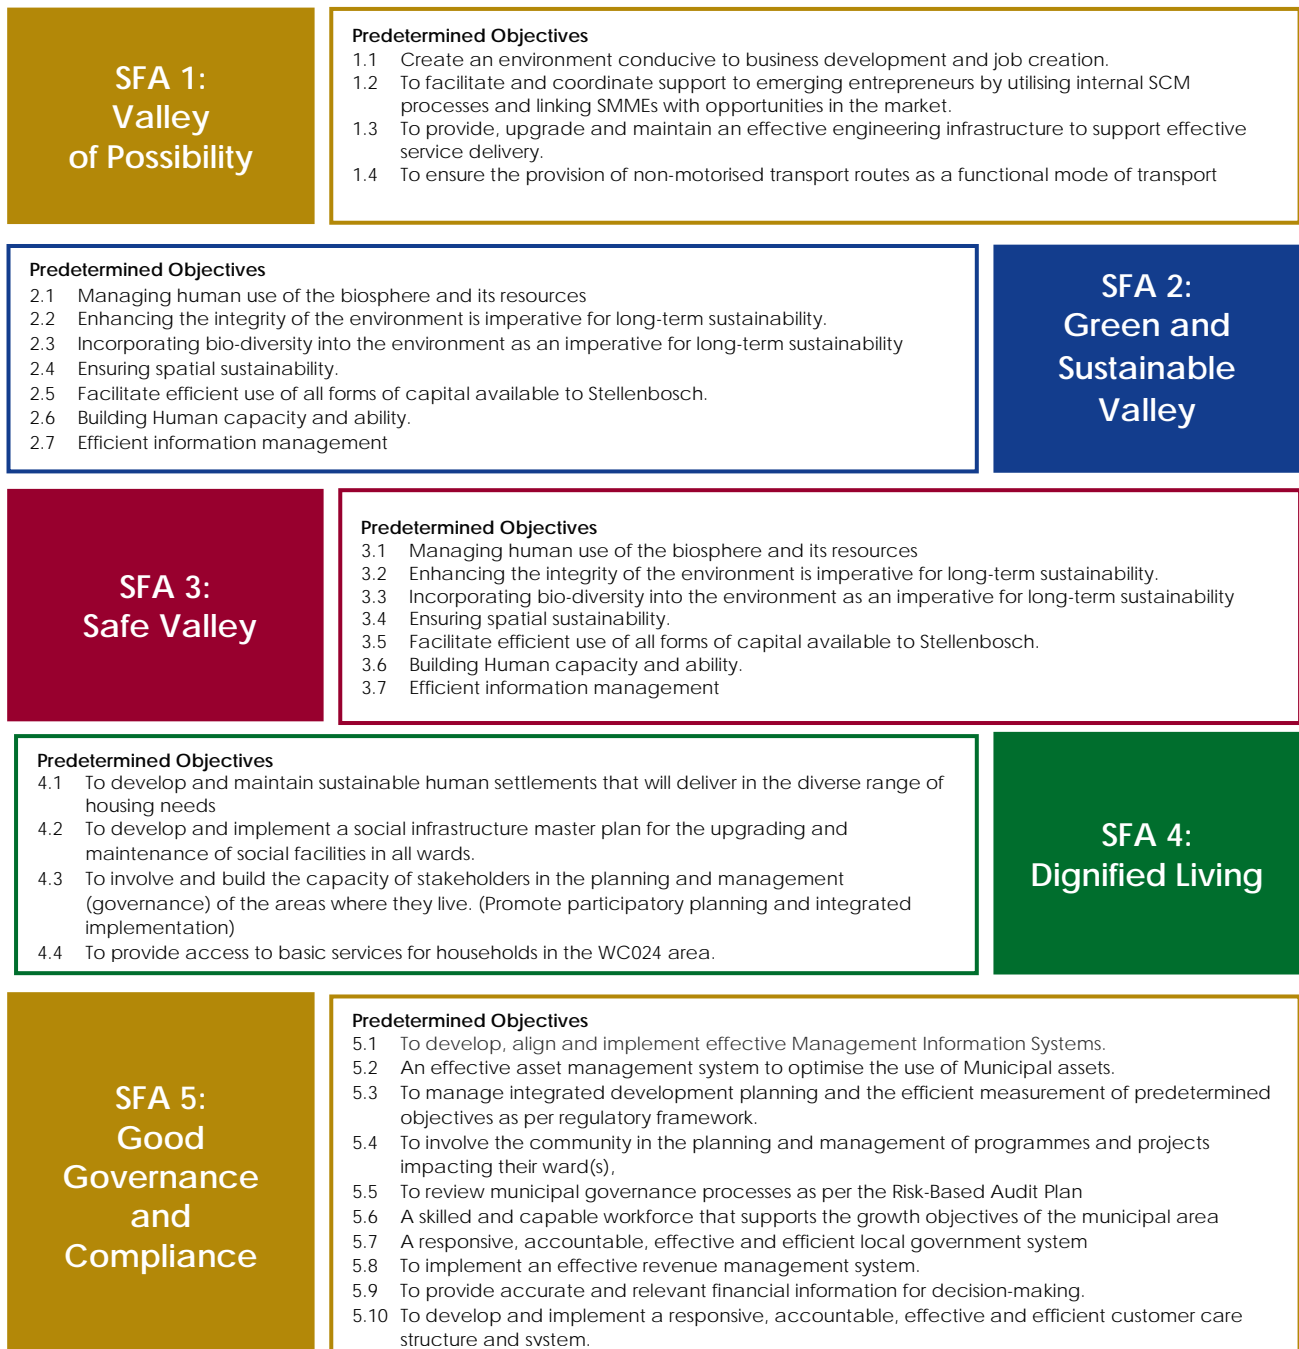 SFA 1:
Valley
of Possibility
Predetermined Objectives
1.1 Create an environment conducive to business development and job creation.
1.2 To facilitate and coordinate support to emerging entrepreneurs by utilising internal SCM
processes and linking SMMEs with opportunities in the market.
1.3 To provide, upgrade and maintain an effective engineering infrastructure to support effective
service delivery.
1.4 To ensure the provision of non-motorised transport routes as a functional mode of transport
Predetermined Objectives
2.1 Managing human use of the biosphere and its resources
2.2 Enhancing the integrity of the environment is imperative for long-term sustainability.
2.3 Incorporating bio-diversity into the environment as an imperative for long-term sustainability
2.4 Ensuring spatial sustainability.
2.5 Facilitate efficient use of all forms of capital available to Stellenbosch.
2.6 Building Human capacity and ability.
2.7 Efficient information management
SFA 2:
Green and
Sustainable
Valley
SFA 3:
Safe Valley
Predetermined Objectives
3.1 Managing human use of the biosphere and its resources
3.2 Enhancing the integrity of the environment is imperative for long-term sustainability.
3.3 Incorporating bio-diversity into the environment as an imperative for long-term sustainability
3.4 Ensuring spatial sustainability.
3.5 Facilitate efficient use of all forms of capital available to Stellenbosch.
3.6 Building Human capacity and ability.
3.7 Efficient information management
Predetermined Objectives
4.1 To develop and maintain sustainable human settlements that will deliver in the diverse range of
housing needs
4.2 To develop and implement a social infrastructure master plan for the upgrading and
maintenance of social facilities in all wards.
4.3 To involve and build the capacity of stakeholders in the planning and management
(governance) of the areas where they live. (Promote participatory planning and integrated
implementation)
4.4 To provide access to basic services for households in the WC024 area.
SFA 4:
Dignified Living
SFA 5:
Good
Governance
and
Compliance
Predetermined Objectives
5.1 To develop, align and implement effective Management Information Systems.
5.2 An effective asset management system to optimise the use of Municipal assets.
5.3 To manage integrated development planning and the efficient measurement of predetermined
objectives as per regulatory framework.
5.4 To involve the community in the planning and management of programmes and projects
impacting their ward(s),
5.5 To review municipal governance processes as per the Risk-Based Audit Plan
5.6 A skilled and capable workforce that supports the growth objectives of the municipal area
5.7 A responsive, accountable, effective and efficient local government system
5.8 To implement an effective revenue management system.
5.9 To provide accurate and relevant financial information for decision-making.
5.10 To develop and implement a responsive, accountable, effective and efficient customer care
structure and system.